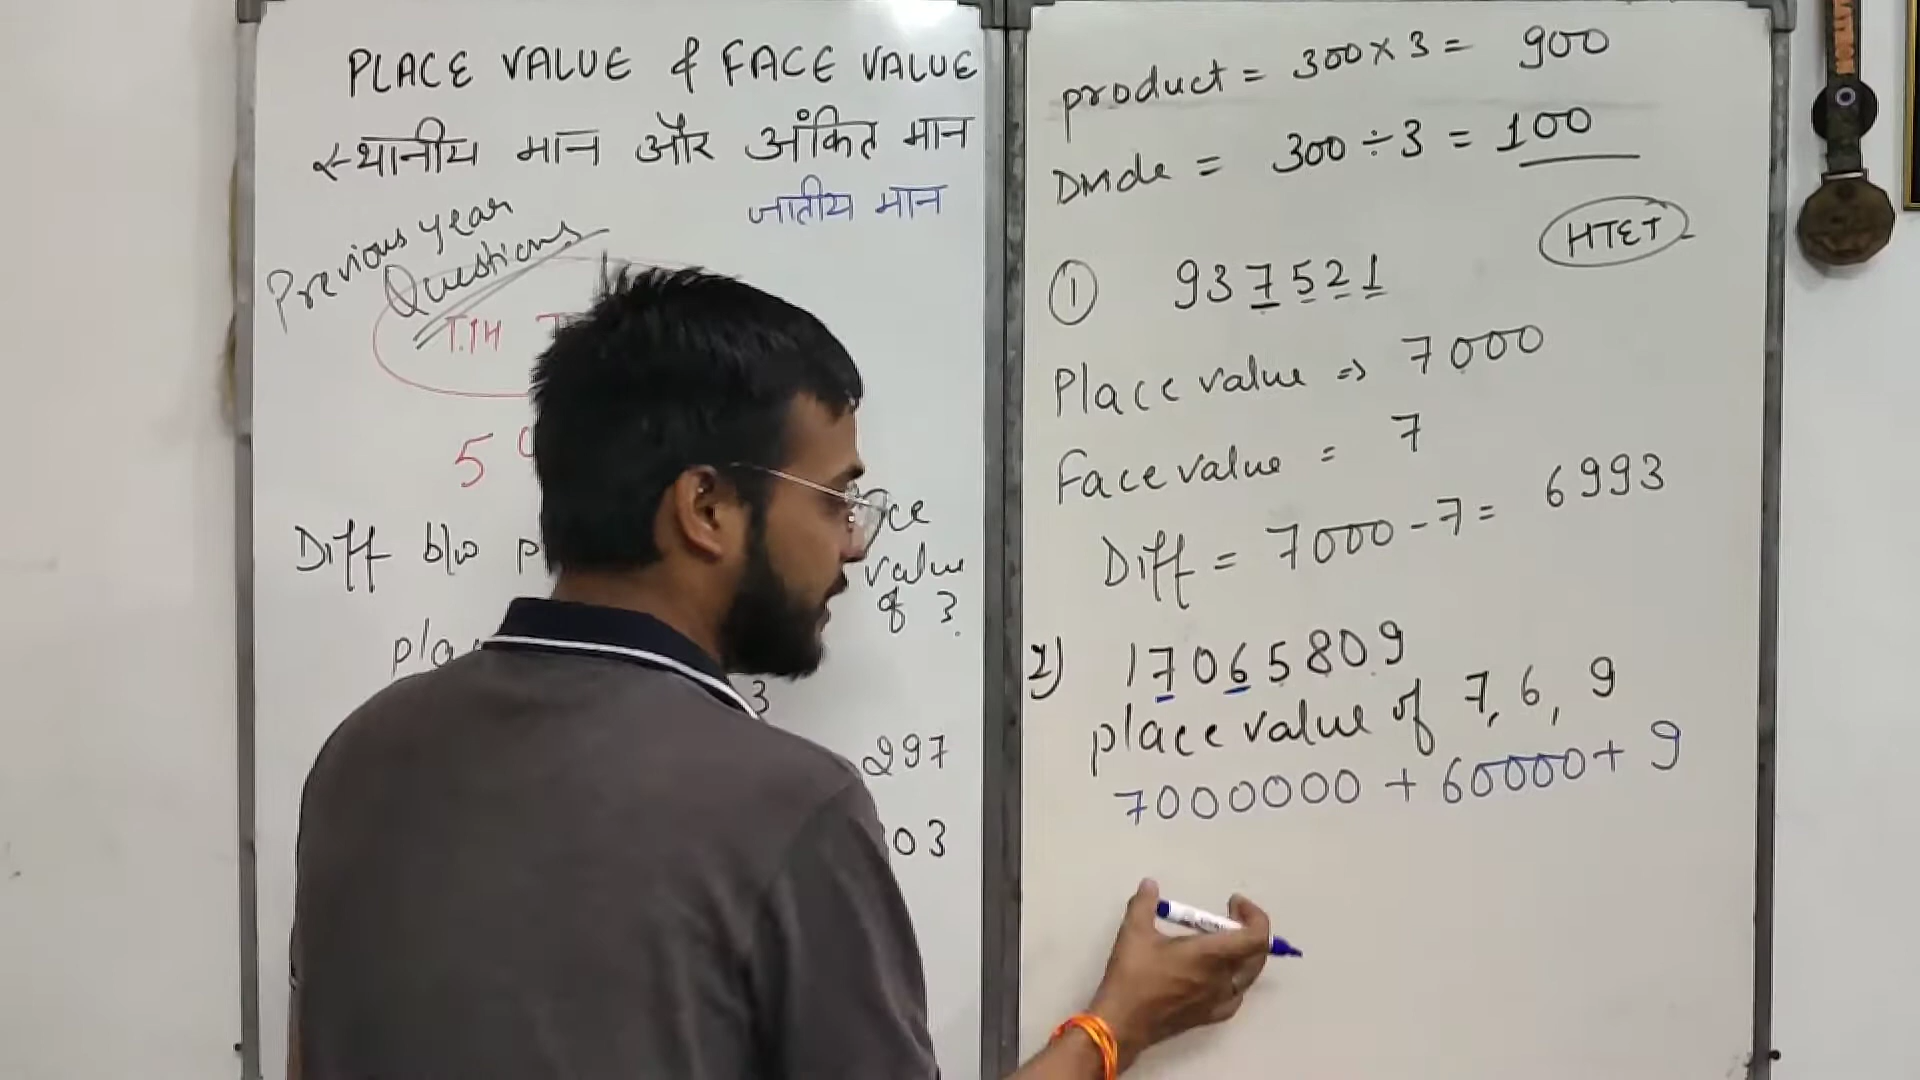 PLACE VALUE & FACE VALUE
स्थानीय मान और अंकित मान
जातीय मान
Previous year
Questions
T.TH
5
Diff b/w
value
of 3
3
297
03
product = 300 × 3 = 900
Divide = 300 ÷ 3 = 100
HTET
① 937521
Place value => 7000
Face value = 7
Diff = 7000 - 7 = 6993
2) 17065809
place value of 7, 6, 9
7000000 + 60000 + 9